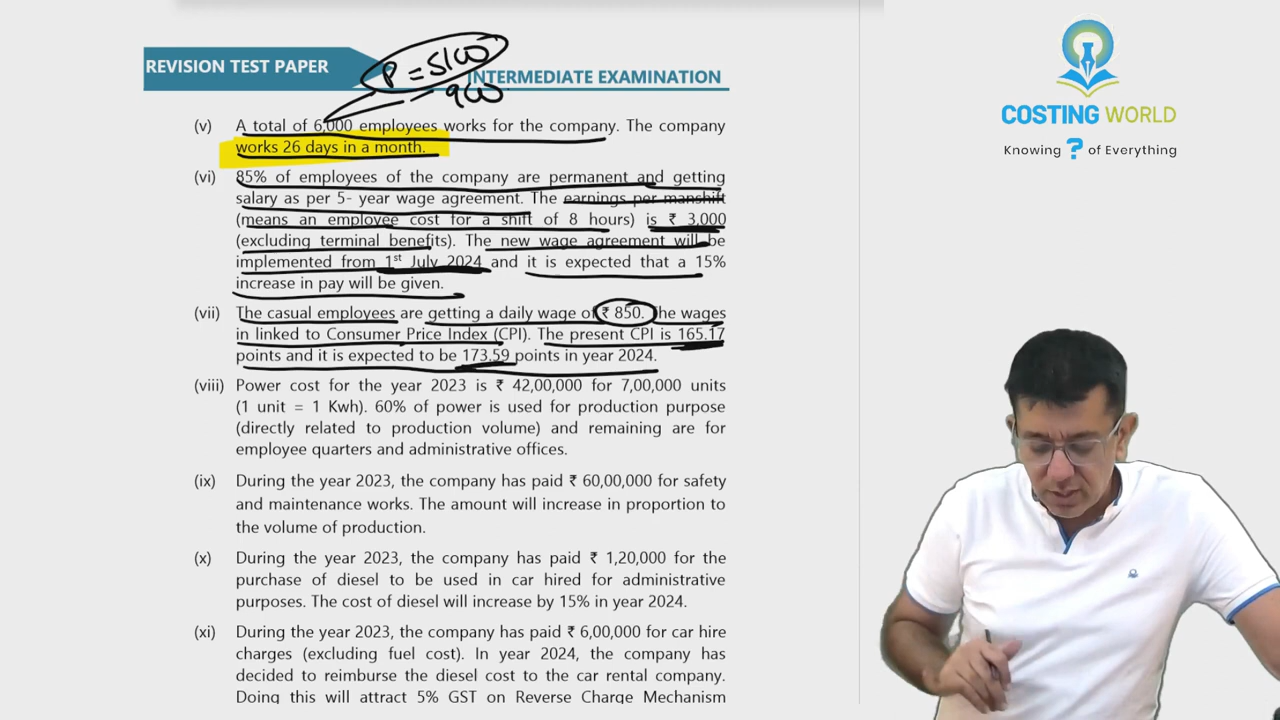 REVISION TEST PAPER
P = 5100
900
INTERMEDIATE EXAMINATION
COSTING WORLD
Knowing ? of Everything
(v) A total of 6,000 employees works for the company. The company
works 26 days in a month.
(vi) 85% of employees of the company are permanent and getting
salary as per 5- year wage agreement. The earnings per manshift
(means an employee cost for a shift of 8 hours) is ₹ 3,000
(excluding terminal benefits). The new wage agreement will be
implemented from 1st July 2024 and it is expected that a 15%
increase in pay will be given.
(vii) The casual employees are getting a daily wage of ₹ 850. The wages
in linked to Consumer Price Index (CPI). The present CPI is 165.17
points and it is expected to be 173.59 points in year 2024.
(viii) Power cost for the year 2023 is ₹ 42,00,000 for 7,00,000 units
(1 unit = 1 Kwh). 60% of power is used for production purpose
(directly related to production volume) and remaining are for
employee quarters and administrative offices.
(ix) During the year 2023, the company has paid ₹ 60,00,000 for safety
and maintenance works. The amount will increase in proportion to
the volume of production.
(x) During the year 2023, the company has paid ₹ 1,20,000 for the
purchase of diesel to be used in car hired for administrative
purposes. The cost of diesel will increase by 15% in year 2024.
(xi) During the year 2023, the company has paid ₹ 6,00,000 for car hire
charges (excluding fuel cost). In year 2024, the company has
decided to reimburse the diesel cost to the car rental company.
Doing this will attract 5% GST on Reverse Charge Mechanism